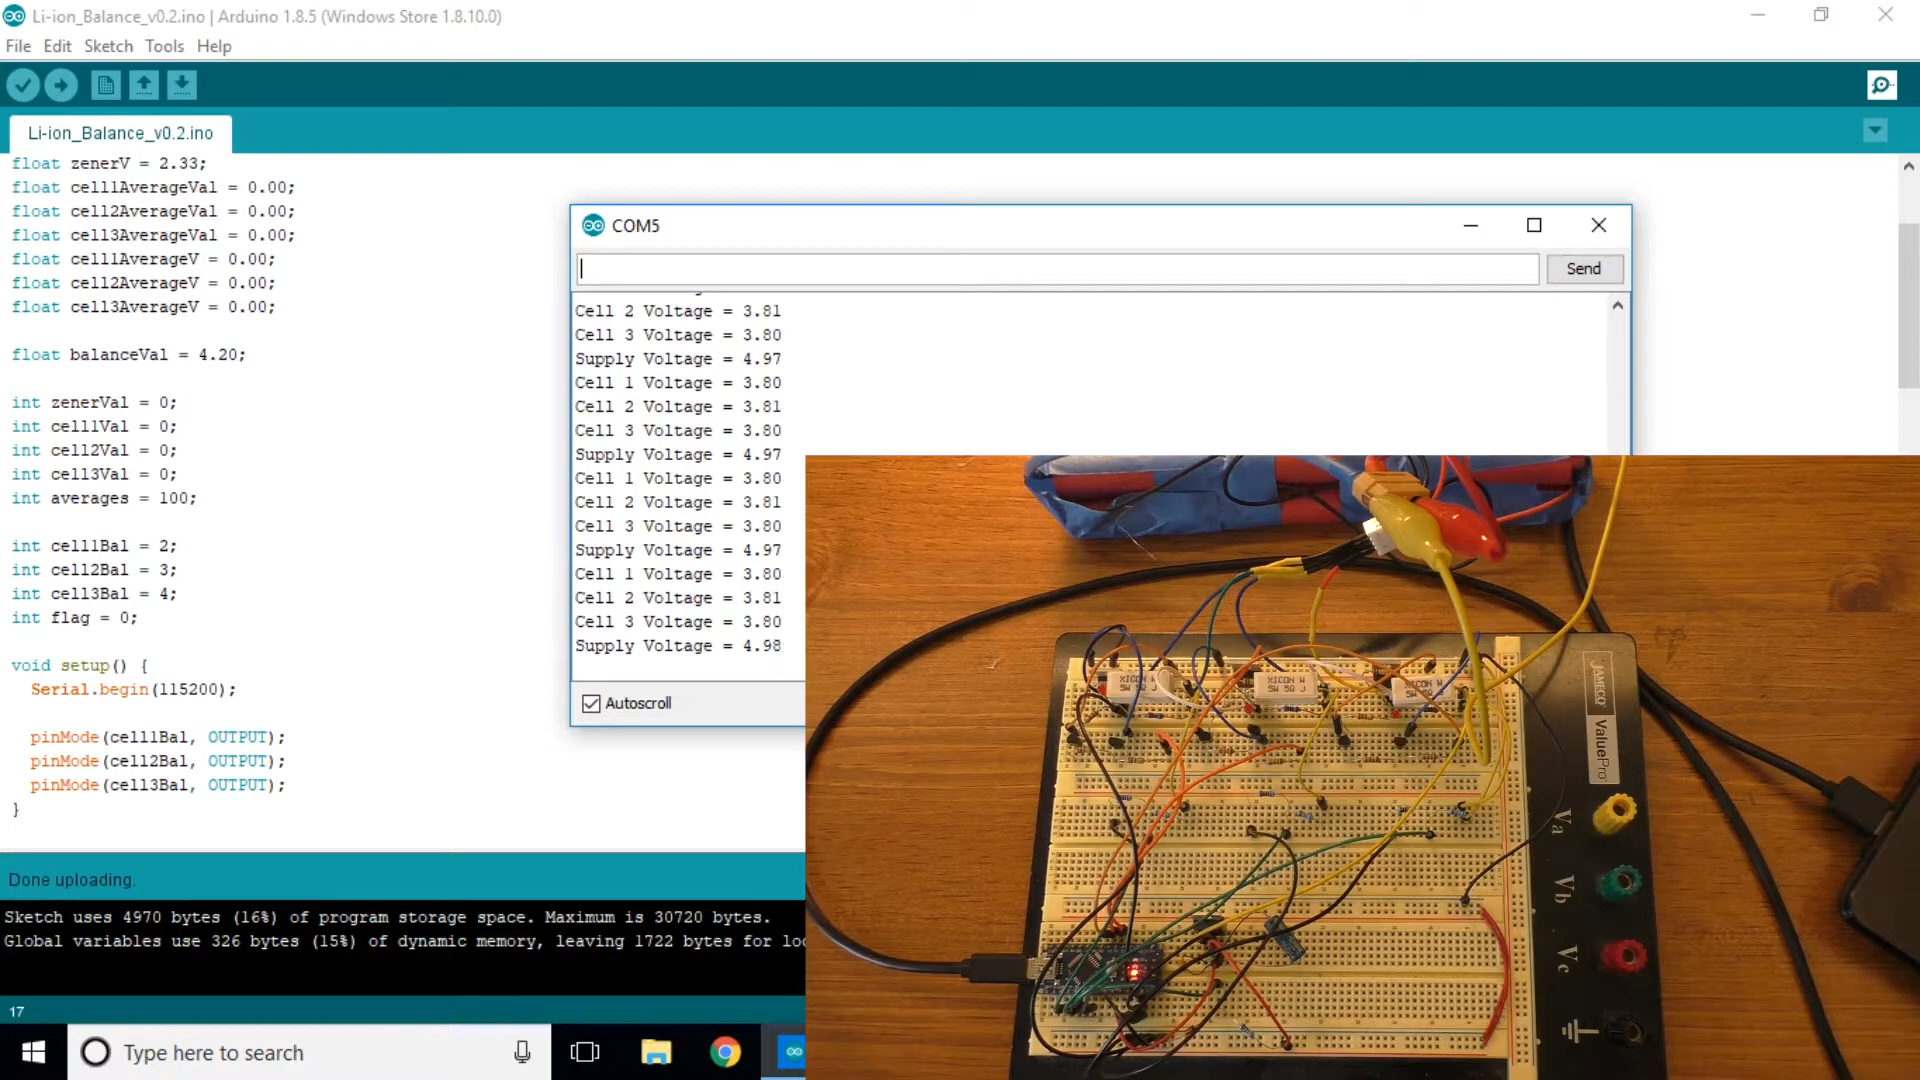 Li-ion_Balance_v0.2.ino | Arduino 1.8.5 (Windows Store 1.8.10.0)
File Edit Sketch Tools Help
Li-ion_Balance_v0.2.ino
float zenerV = 2.33;
float cell1AverageVal = 0.00;
float cell2AverageVal = 0.00;
float cell3AverageVal = 0.00;
float cell1AverageV = 0.00;
float cell2AverageV = 0.00;
float cell3AverageV = 0.00;
float balanceVal = 4.20;
int zenerVal = 0;
int cell1Val = 0;
int cell2Val = 0;
int cell3Val = 0;
int averages = 100;
int cell1Bal = 2;
int cell2Bal = 3;
int cell3Bal = 4;
int flag = 0;
void setup() {
Serial.begin(115200);
pinMode(cell1Bal, OUTPUT);
pinMode(cell2Bal, OUTPUT);
pinMode(cell3Bal, OUTPUT);
}
COM5
Send
Cell 2 Voltage = 3.81
Cell 3 Voltage = 3.80
Supply Voltage = 4.97
Cell 1 Voltage = 3.80
Cell 2 Voltage = 3.81
Cell 3 Voltage = 3.80
Supply Voltage = 4.97
Cell 1 Voltage = 3.80
Cell 2 Voltage = 3.81
Cell 3 Voltage = 3.80
Supply Voltage = 4.97
Cell 1 Voltage = 3.80
Cell 2 Voltage = 3.81
Cell 3 Voltage = 3.80
Supply Voltage = 4.98
Autoscroll
XICON W
5W 5Ω J
XICON W
5W 5Ω J
XICON W
5W 5Ω J
JAMECO
ValuePro
Va
Vb
Vc
Done uploading.
Sketch uses 4970 bytes (16%) of program storage space. Maximum is 30720 bytes.
Global variables use 326 bytes (15%) of dynamic memory, leaving 1722 bytes for loc
17
Type here to search